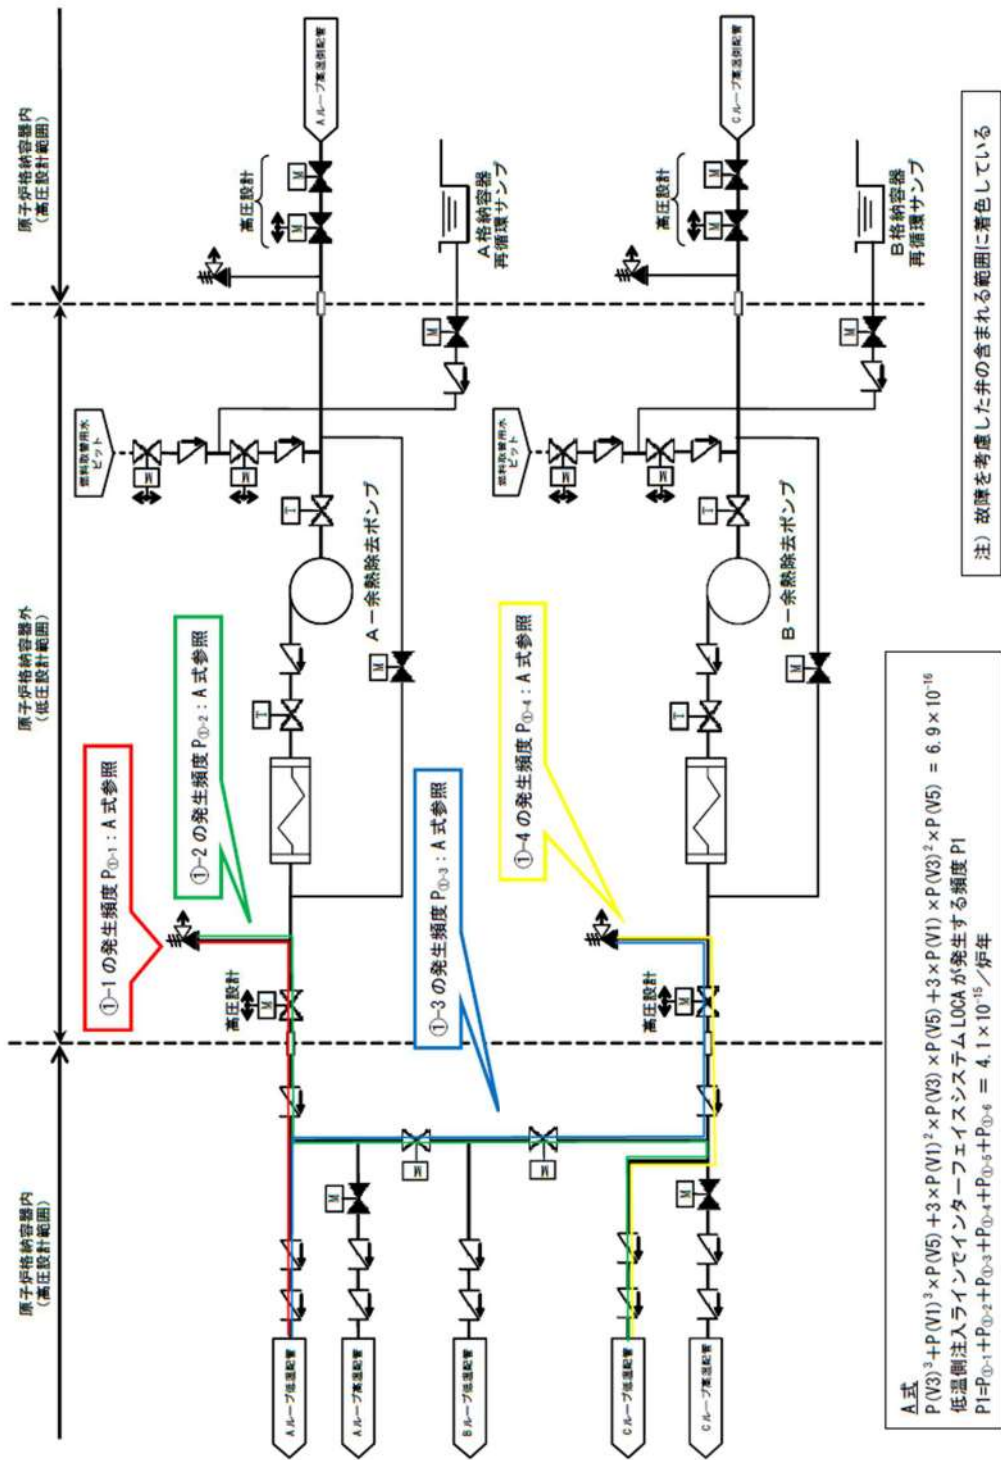 原子炉格納容器内
(高圧設計範囲)
原子炉格納容器外
(低圧設計範囲)
原子炉格納容器内
(高圧設計範囲)
①-1の発生頻度P①-1：A式参照
①-2の発生頻度P①-2：A式参照
①-3の発生頻度P①-3：A式参照
①-4の発生頻度P①-4：A式参照
燃料取替用水
ピット
高圧設計
M
M
M
M
M
M
M
T
T
M
M
M
Aループ高温側配管
A格納容器
再循環サンプ
A－余熱除去ポンプ
Aループ低温配管
Aループ高温配管
Bループ低温配管
Cループ低温配管
Cループ高温配管
高圧設計
燃料取替用水
ピット
高圧設計
M
M
M
M
M
M
M
T
T
M
M
高圧設計
Cループ高温側配管
B格納容器
再循環サンプ
B－余熱除去ポンプ
A式
P(V3)³+P(V1)³×P(V5)+3×P(V1)²×P(V3)×P(V5)+3×P(V1)×P(V3)²×P(V5)＝6.9×10⁻¹⁶
低温側注入ラインでインターフェイスシステムLOCAが発生する頻度P1
P1=P①-1+P①-2+P①-3+P①-4+P①-5+P①-6 ＝ 4.1×10⁻¹⁵／炉年
注）故障を考慮した弁の含まれる範囲に着色している